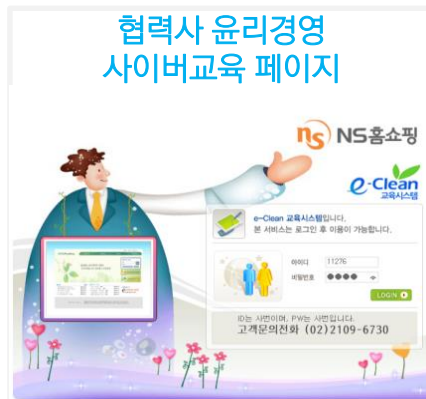 협력사 윤리경영
사이버교육 페이지
ns NS홈쇼핑
e-Clean
교육시스템
e-Clean 교육시스템입니다.
본 서비스는 로그인 후 이용이 가능합니다.
아이디 11276
비밀번호 ●●●●
LOGIN
ID는 사번이며, PW는 사번입니다.
고객문의전화 (02)2109-6730